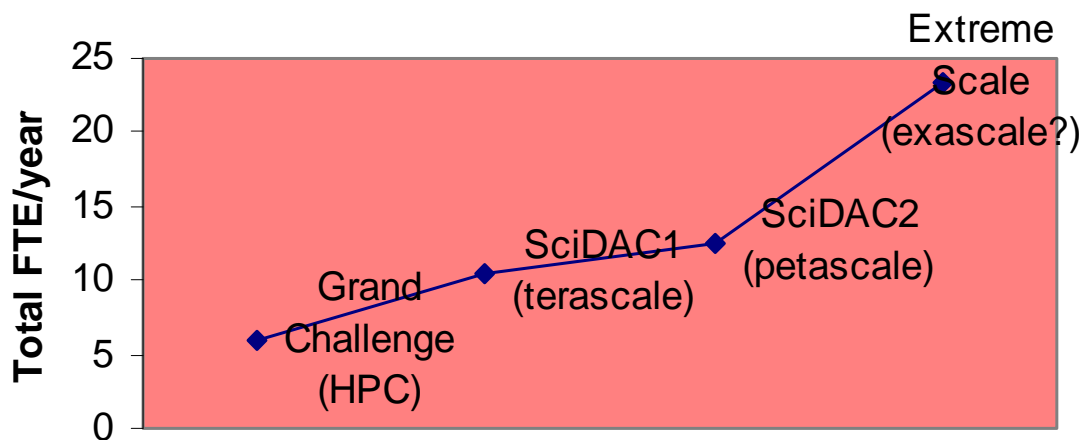 Total FTE/year
25
20
15
10
5
0
Grand
Challenge
(HPC)
SciDAC1
(terascale)
SciDAC2
(petascale)
Extreme
Scale
(exascale?)